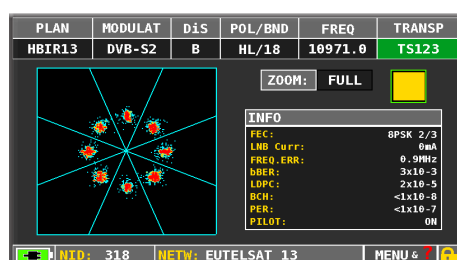 PLAN MODULAT DiS POL/BND FREQ TRANSP
HBIR13 DVB-S2 B HL/18 10971.0 TS123
ZOOM: FULL
INFO
FEC: 8PSK 2/3
LNB Curr: 0mA
FREQ.ERR: 0.9MHz
bBER: 3x10-3
LDPC: 2x10-5
BCH: <1x10-8
PER: <1x10-7
PILOT: ON
NID: 318 NETW: EUTELSAT 13 MENU & ?